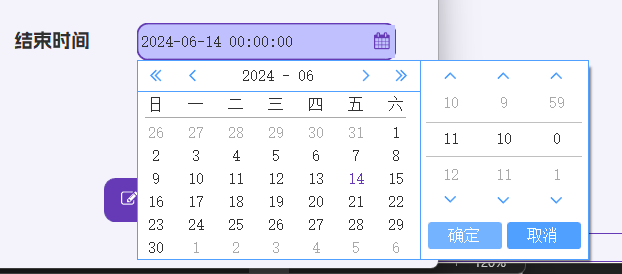 结束时间
2024-06-14 00:00:00
2024 - 06
日 一 二 三 四 五 六
26 27 28 29 30 31 1
2 3 4 5 6 7 8
9 10 11 12 13 14 15
16 17 18 19 20 21 22
23 24 25 26 27 28 29
30 1 2 3 4 5 6
10 9 59
11 10 0
12 11 1
确定 取消